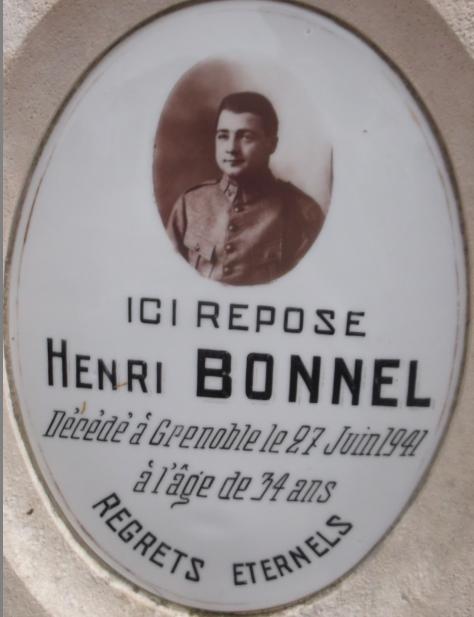 ICI REPOSE
HENRI BONNEL
Décédé à Grenoble le 27 Juin 1941
à l'âge de 34 ans
REGRETS ETERNELS